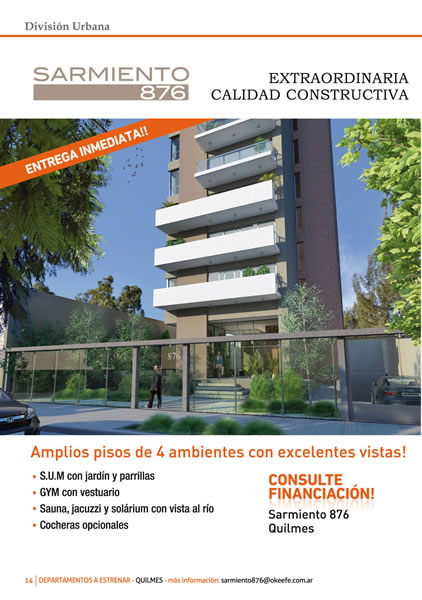 División Urbana
SARMIENTO
876
EXTRAORDINARIA
CALIDAD CONSTRUCTIVA
ENTREGA INMEDIATA!!
876
Amplios pisos de 4 ambientes con excelentes vistas!
• S.U.M con jardín y parrillas
• GYM con vestuario
• Sauna, jacuzzi y solárium con vista al río
• Cocheras opcionales
CONSULTE
FINANCIACIÓN!
Sarmiento 876
Quilmes
14 | DEPARTAMENTOS A ESTRENAR - QUILMES - más información: sarmiento876@okeefe.com.ar